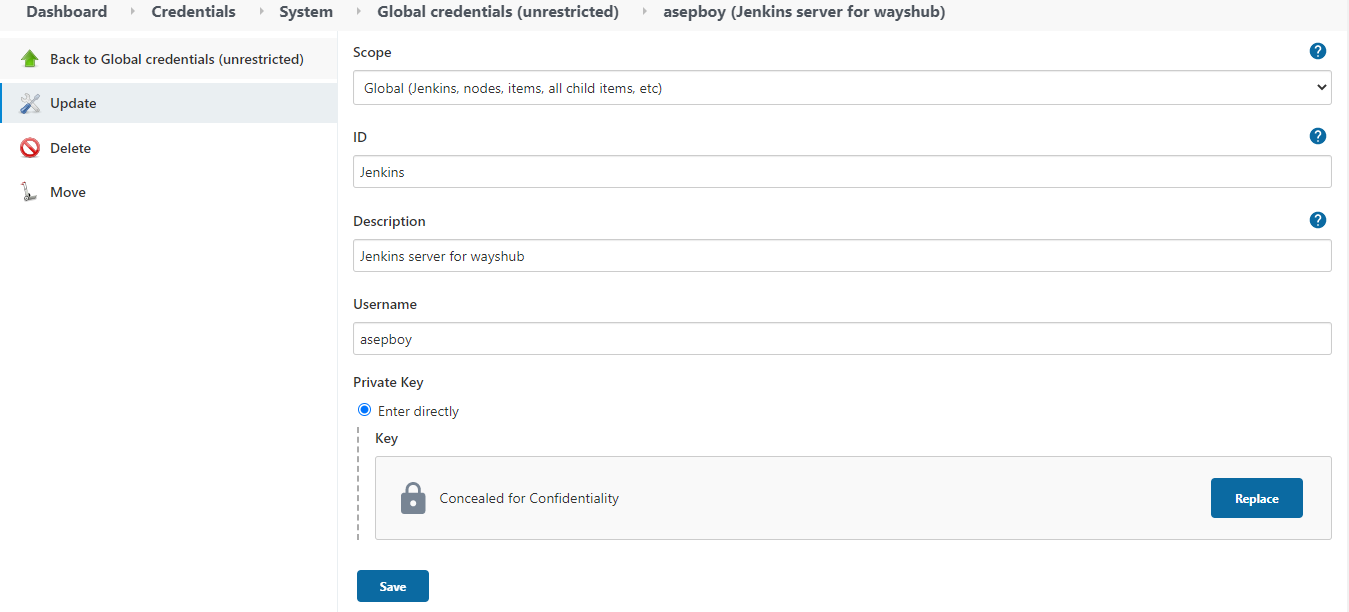 Dashboard Credentials System Global credentials (unrestricted) asepboy (Jenkins server for wayshub)
Back to Global credentials (unrestricted)
Update
Delete
Move
Scope ?
Global (Jenkins, nodes, items, all child items, etc)
ID ?
Jenkins
Description ?
Jenkins server for wayshub
Username
asepboy
Private Key
Enter directly
Key
Concealed for Confidentiality Replace
Save